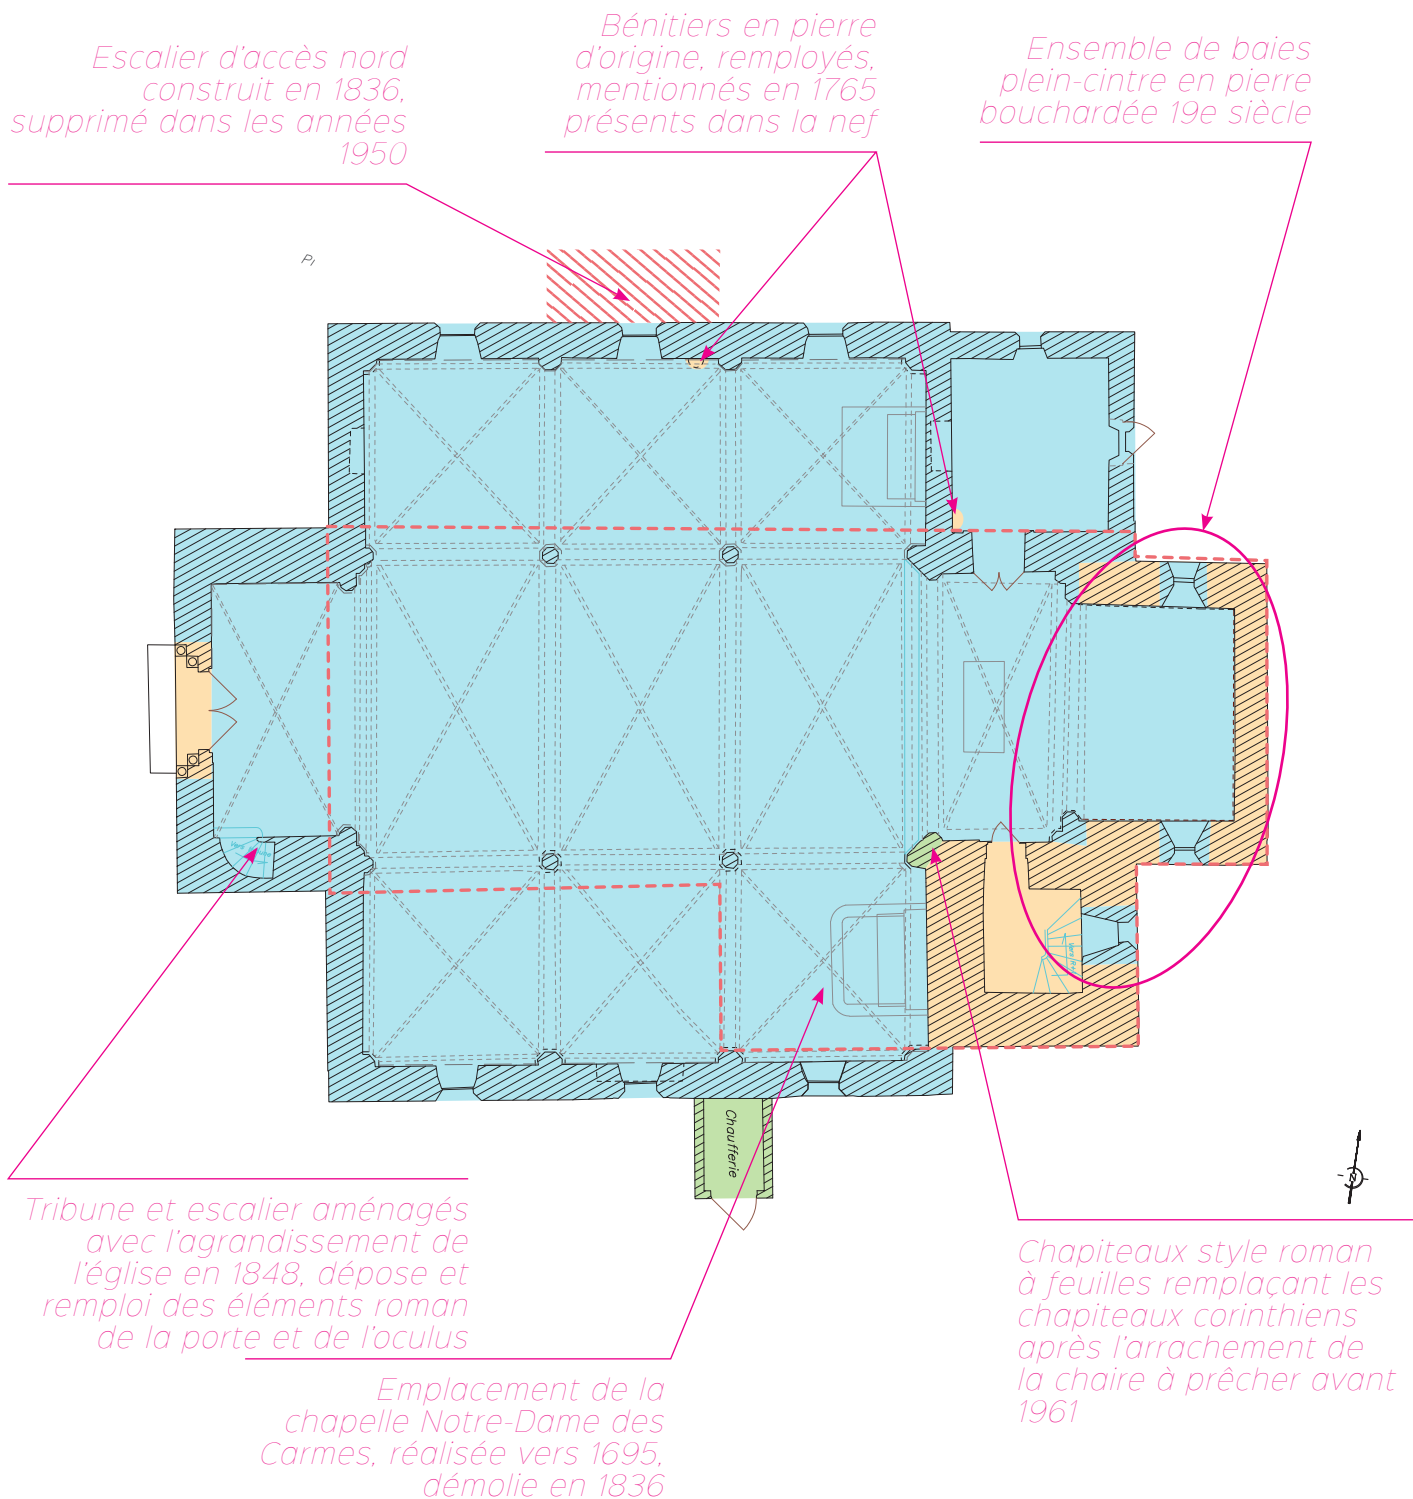 Escalier d'accès nord
construit en 1836,
supprimé dans les années
1950
Bénitiers en pierre
d'origine, remployés,
mentionnés en 1765
présents dans la nef
Ensemble de baies
plein-cintre en pierre
bouchardée 19e siècle
Chaufferie
N
Tribune et escalier aménagés
avec l'agrandissement de
l'église en 1848, dépose et
remploi des éléments roman
de la porte et de l'oculus
Emplacement de la
chapelle Notre-Dame des
Carmes, réalisée vers 1695,
démolie en 1836
Chapiteaux style roman
à feuilles remplaçant les
chapiteaux corinthiens
après l'arrachement de
la chaire à prêcher avant
1961